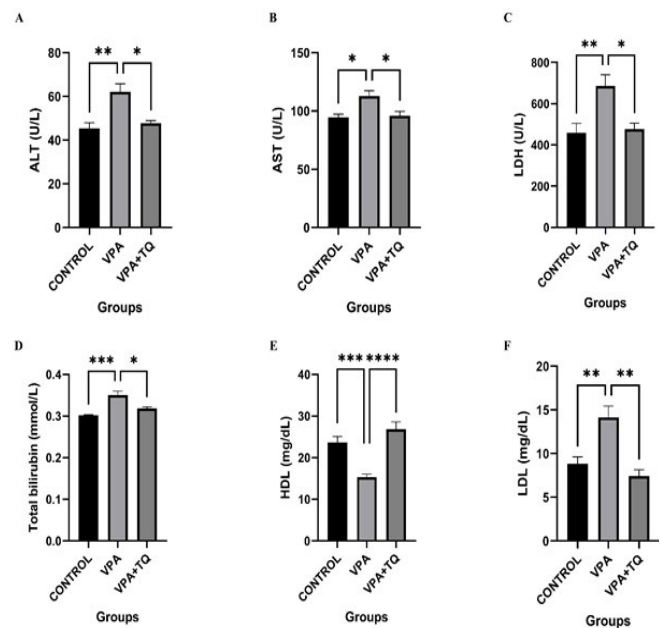 A
** *
ALT (U/L)
80
60
40
20
0
CONTROL
VPA
VPA+TQ
Groups
B
* *
AST (U/L)
150
100
50
0
CONTROL
VPA
VPA+TQ
Groups
C
** *
LDH (U/L)
800
600
400
200
0
CONTROL
VPA
VPA+TQ
Groups
D
*** *
Total bilirubin (mmol/L)
0.4
0.3
0.2
0.1
0.0
CONTROL
VPA
VPA+TQ
Groups
E
*** ****
HDL (mg/dL)
40
30
20
10
0
CONTROL
VPA
VPA+TQ
Groups
F
** **
LDL (mg/dL)
20
15
10
5
0
CONTROL
VPA
VPA+TQ
Groups